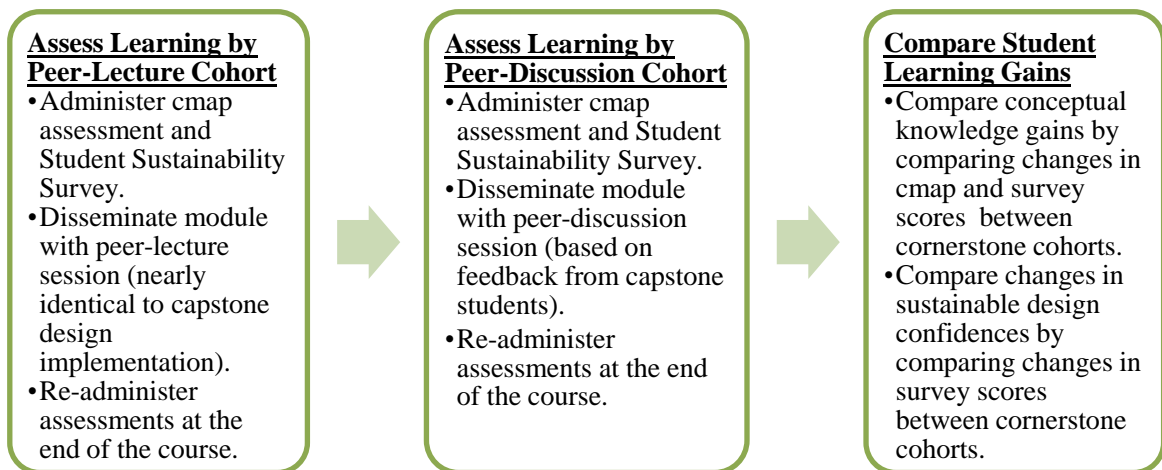 Assess Learning by
Peer-Lecture Cohort
•Administer cmap
assessment and
Student Sustainability
Survey.
•Disseminate module
with peer-lecture
session (nearly
identical to capstone
design
implementation).
•Re-administer
assessments at the
end of the course.
Assess Learning by
Peer-Discussion Cohort
•Administer cmap
assessment and Student
Sustainability Survey.
•Disseminate module
with peer-discussion
session (based on
feedback from capstone
students).
•Re-administer
assessments at the end
of the course.
Compare Student
Learning Gains
•Compare conceptual
knowledge gains by
comparing changes in
cmap and survey
scores between
cornerstone cohorts.
•Compare changes in
sustainable design
confidences by
comparing changes in
survey scores
between cornerstone
cohorts.